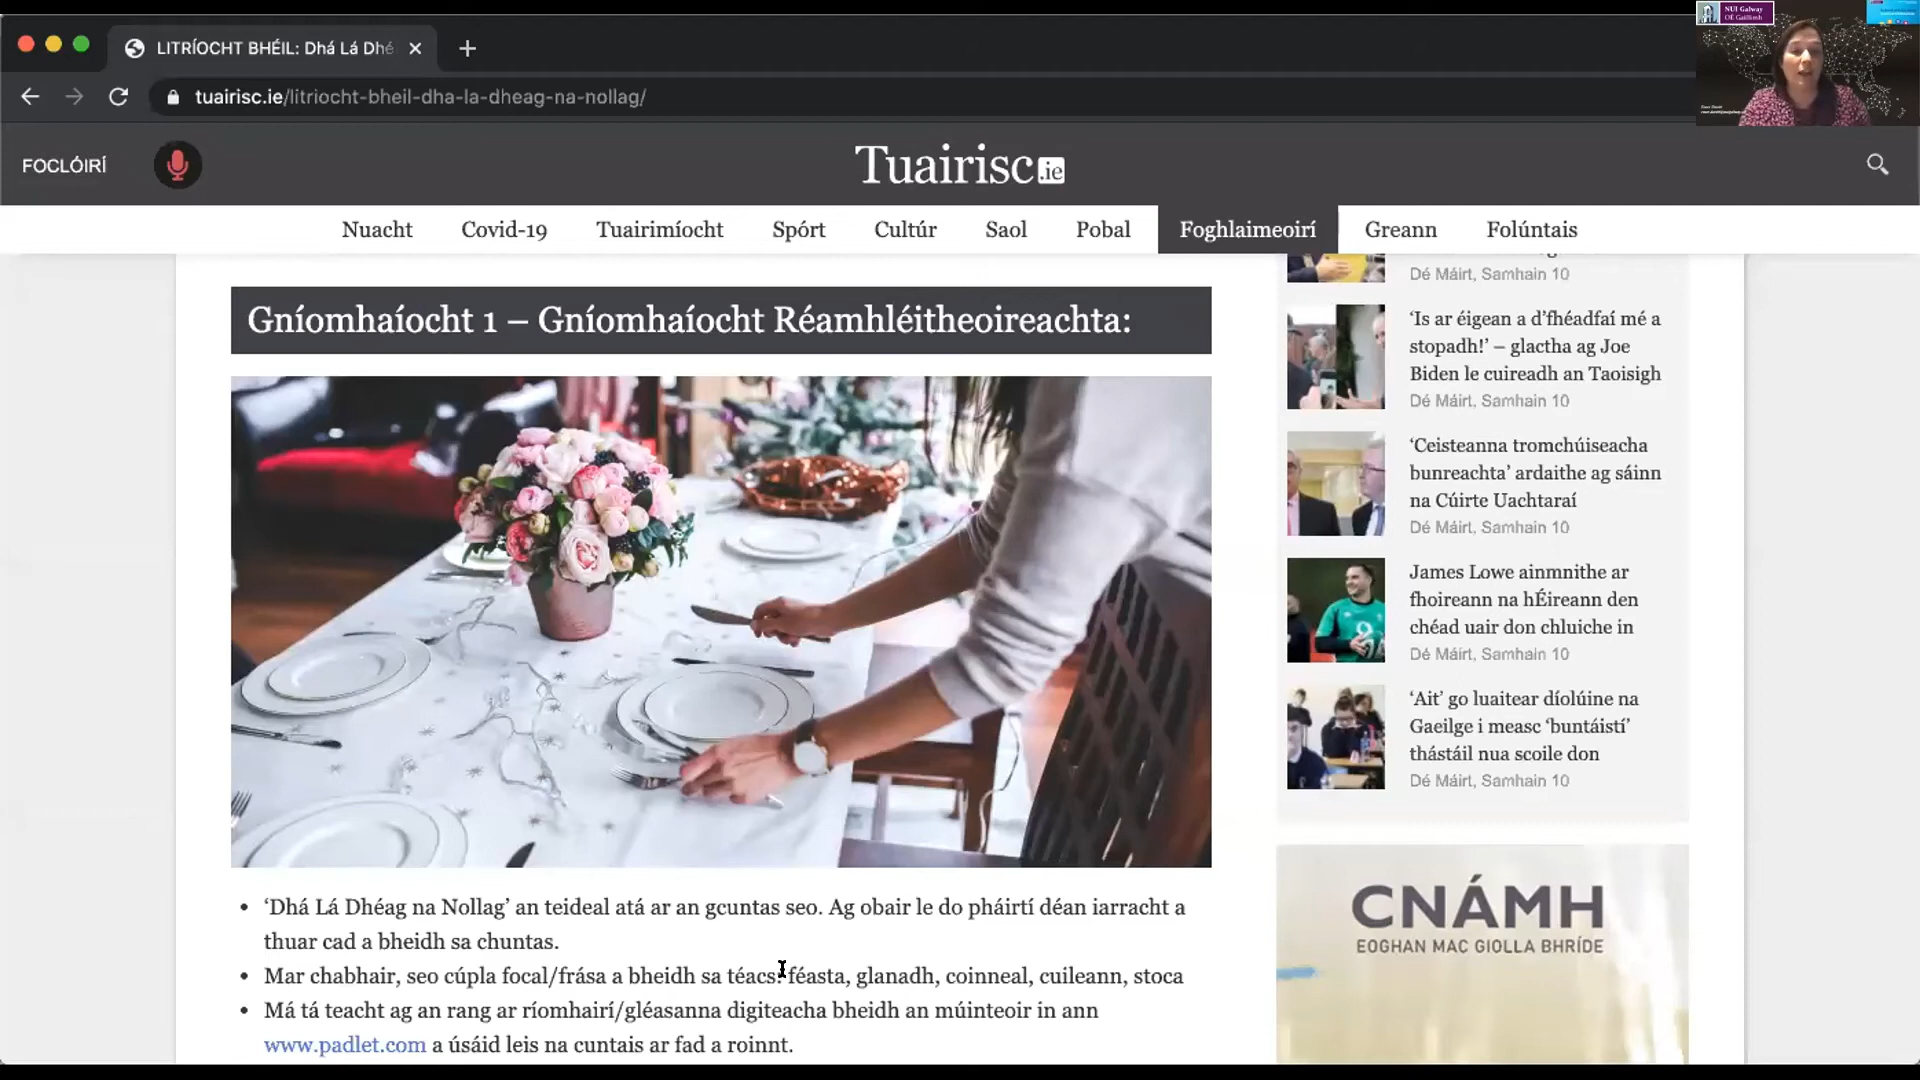 NUI Galway
OÉ Gaillimh
LITRÍOCHT BHÉIL: Dhá Lá Dhé
tuairisc.ie/litriocht-bheil-dha-la-dheag-na-nollag/
FOCLÓIRÍ
Tuairisc.ie
Nuacht Covid-19 Tuairimíocht Spórt Cultúr Saol Pobal Foghlaimeoirí Greann Folúntais
Gníomhaíocht 1 – Gníomhaíocht Réamhléitheoireachta:
‘Dhá Lá Dhéag na Nollag’ an teideal atá ar an gcuntas seo. Ag obair le do pháirtí déan iarracht a
thuar cad a bheidh sa chuntas.
Mar chabhair, seo cúpla focal/frása a bheidh sa téacs: féasta, glanadh, coinneal, cuileann, stoca
Má tá teacht ag an rang ar ríomhairí/gléasanna digiteacha bheidh an múinteoir in ann
www.padlet.com a úsáid leis na cuntais ar fad a roinnt.
Dé Máirt, Samhain 10
‘Is ar éigean a d’fhéadfaí mé a
stopadh!’ – glactha ag Joe
Biden le cuireadh an Taoisigh
Dé Máirt, Samhain 10
‘Ceisteanna tromchúiseacha
bunreachta’ ardaithe ag sáinn
na Cúirte Uachtaraí
Dé Máirt, Samhain 10
James Lowe ainmnithe ar
fhoireann na hÉireann den
chéad uair don chluiche in
Dé Máirt, Samhain 10
‘Ait’ go luaitear díolúine na
Gaeilge i measc ‘buntáistí’
thástáil nua scoile don
Dé Máirt, Samhain 10
CNÁMH
EOGHAN MAC GIOLLA BHRÍDE